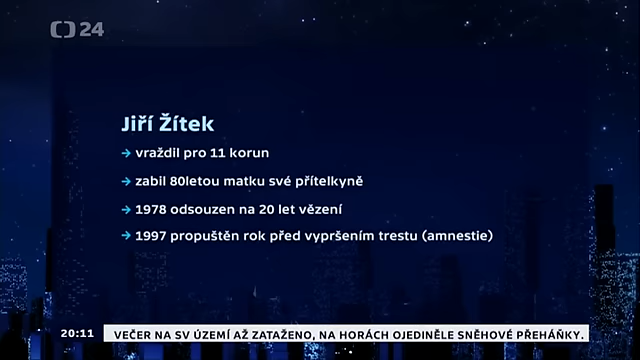 24
Jiří Žítek
→ vraždil pro 11 korun
→ zabil 80letou matku své přítelkyně
→ 1978 odsouzen na 20 let vězení
→ 1997 propuštěn rok před vypršením trestu (amnestie)
20:11 VEČER NA SV ÚZEMÍ AŽ ZATAŽENO, NA HORÁCH OJEDINĚLE SNĚHOVÉ PŘEHÁŇKY.